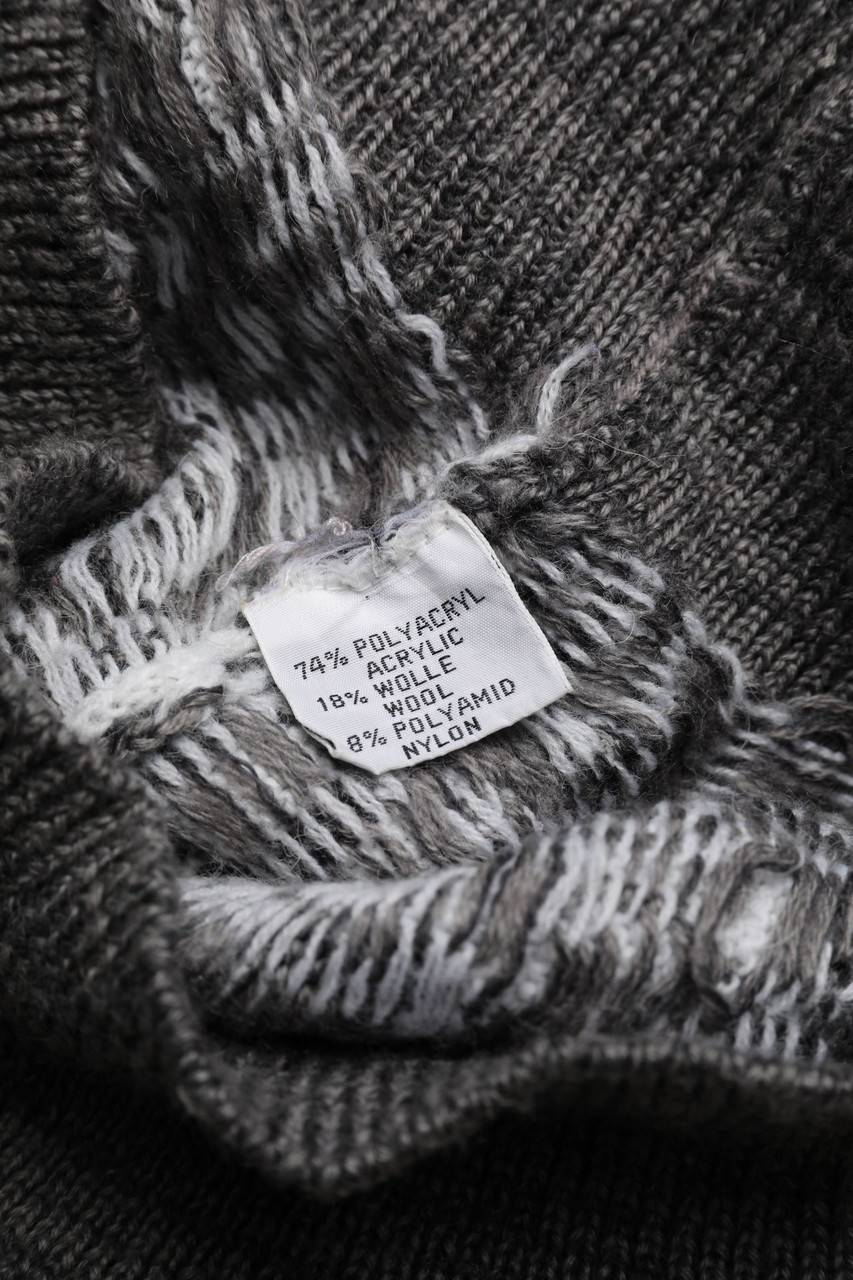 74% POLYACRYL
ACRYLIC
18% WOLLE
WOOL
8% POLYAMID
NYLON